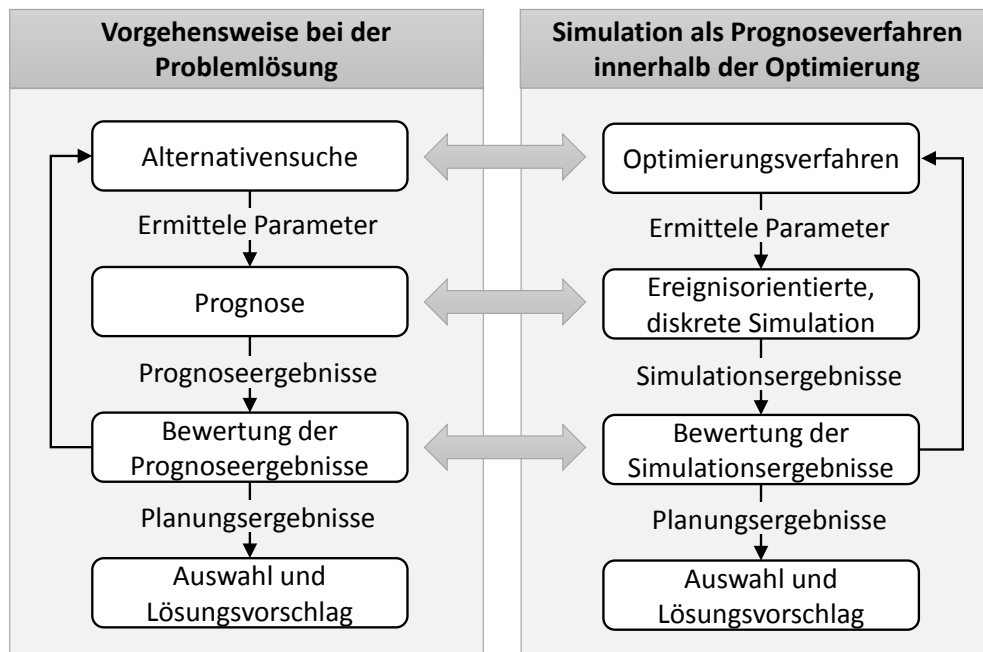 Vorgehensweise bei der
Problemlösung
Alternativensuche
Ermittele Parameter
Prognose
Prognoseergebnisse
Bewertung der
Prognoseergebnisse
Planungsergebnisse
Auswahl und
Lösungsvorschlag
Simulation als Prognoseverfahren
innerhalb der Optimierung
Optimierungsverfahren
Ermittele Parameter
Ereignisorientierte,
diskrete Simulation
Simulationsergebnisse
Bewertung der
Simulationsergebnisse
Planungsergebnisse
Auswahl und
Lösungsvorschlag